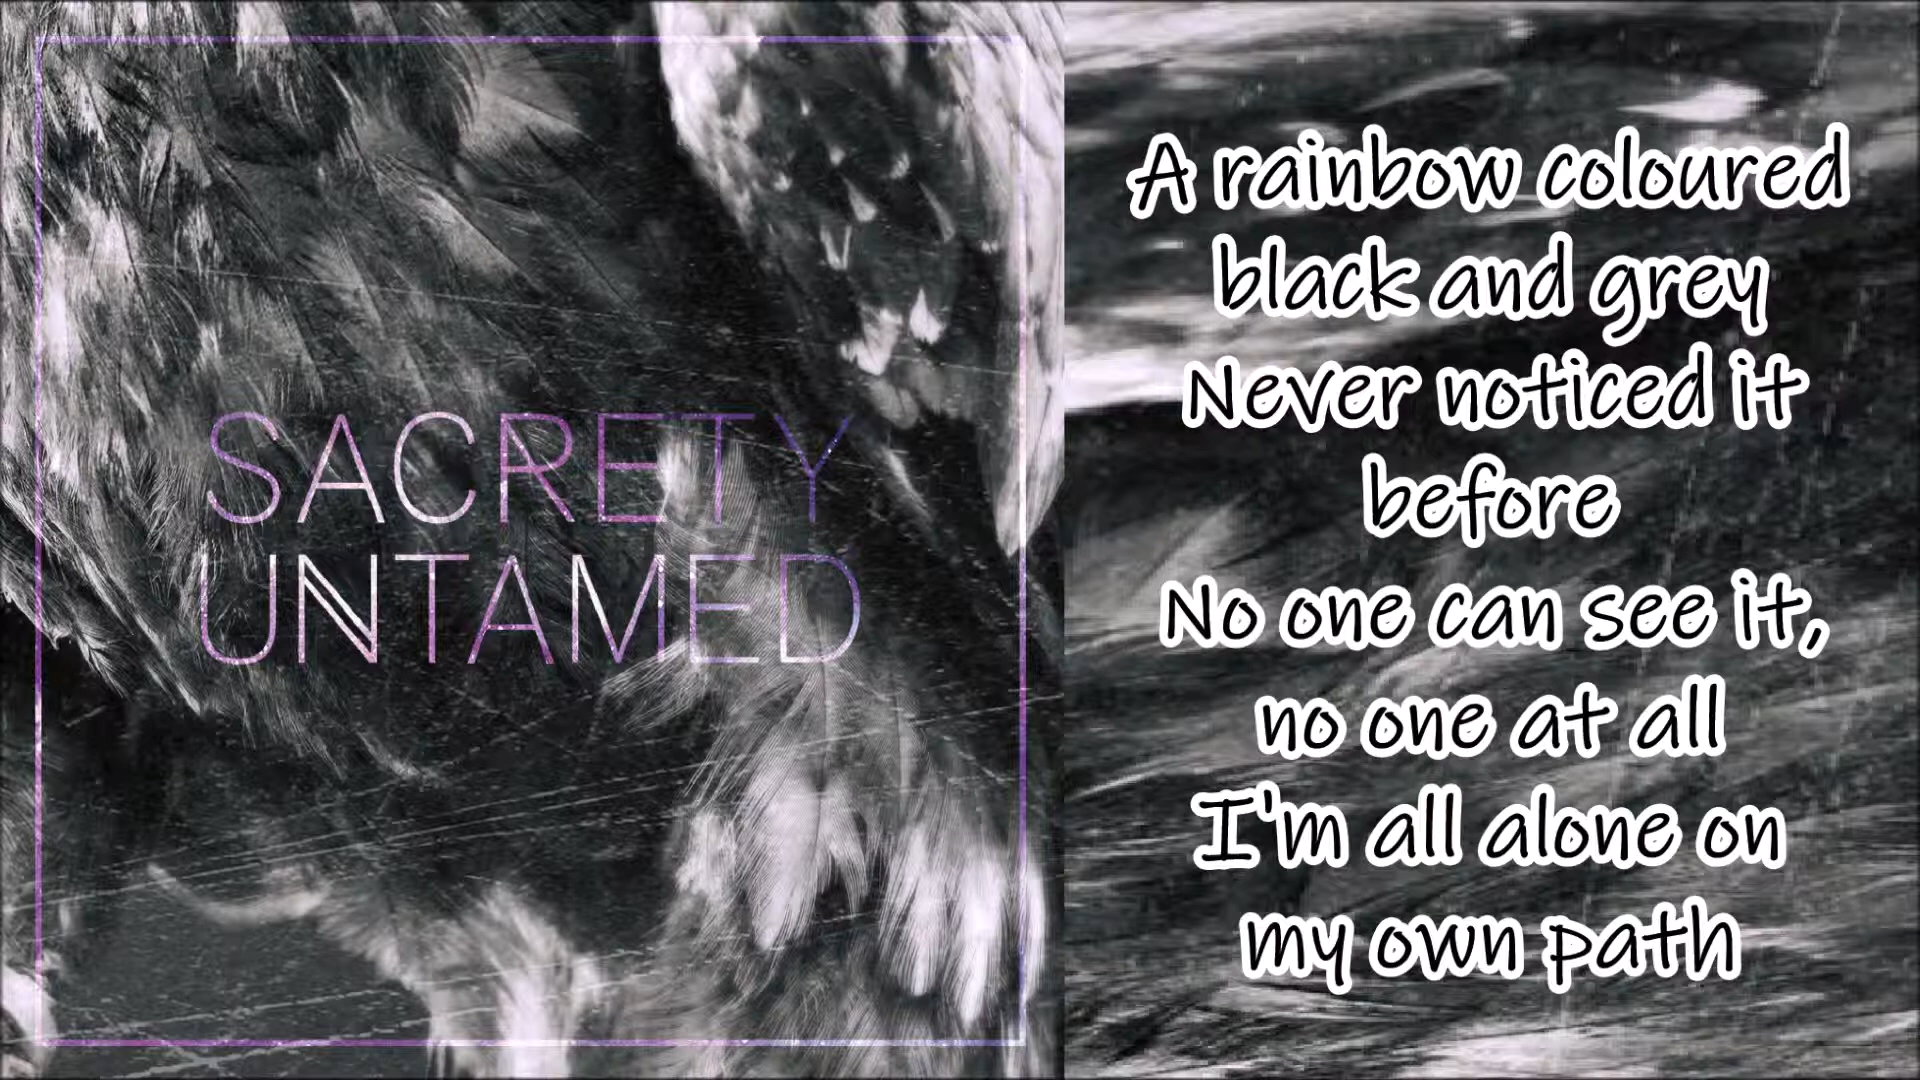 SACRETY
UNTAMED
A rainbow coloured
black and grey
Never noticed it
before
No one can see it,
no one at all
I'm all alone on
my own path